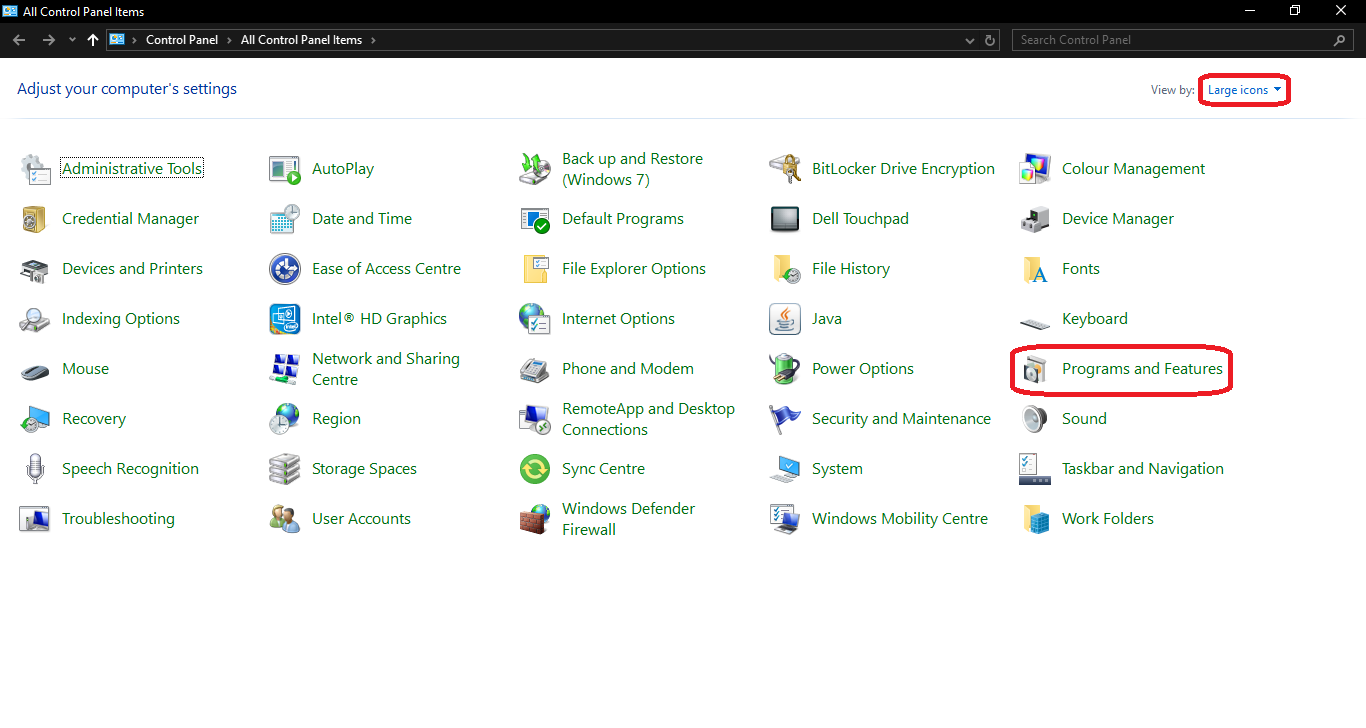 All Control Panel Items
Control Panel > All Control Panel Items >
Search Control Panel
Adjust your computer's settings
View by: Large icons
Administrative Tools
AutoPlay
Back up and Restore
(Windows 7)
BitLocker Drive Encryption
Colour Management
Credential Manager
Date and Time
Default Programs
Dell Touchpad
Device Manager
Devices and Printers
Ease of Access Centre
File Explorer Options
File History
Fonts
Indexing Options
Intel® HD Graphics
Internet Options
Java
Keyboard
Mouse
Network and Sharing
Centre
Phone and Modem
Power Options
Programs and Features
Recovery
Region
RemoteApp and Desktop
Connections
Security and Maintenance
Sound
Speech Recognition
Storage Spaces
Sync Centre
System
Taskbar and Navigation
Troubleshooting
User Accounts
Windows Defender
Firewall
Windows Mobility Centre
Work Folders